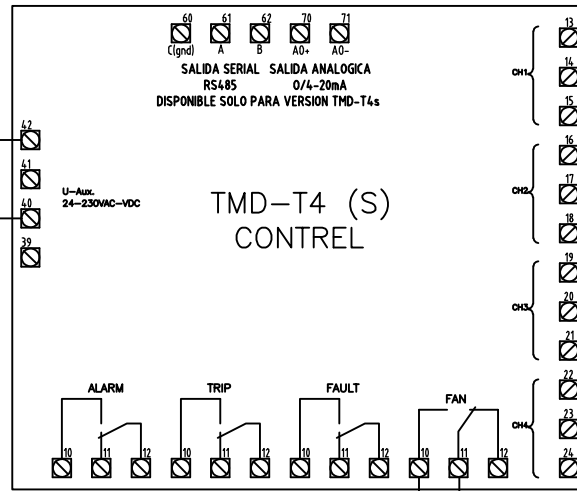 60 61 62 70 71
C(gnd) A B AO+ AO-
SALIDA SERIAL SALIDA ANALOGICA
RS485 0/4-20mA
DISPONIBLE SOLO PARA VERSION TMD-T4s
42
41
40
39
U-Aux.
24-230VAC-VDC
TMD-T4 (S)
CONTREL
13
CH1 14
15
16
CH2 17
18
19
CH3 20
21
22
CH4 23
24
ALARM TRIP FAULT FAN
10 11 12 10 11 12 10 11 12 10 11 12